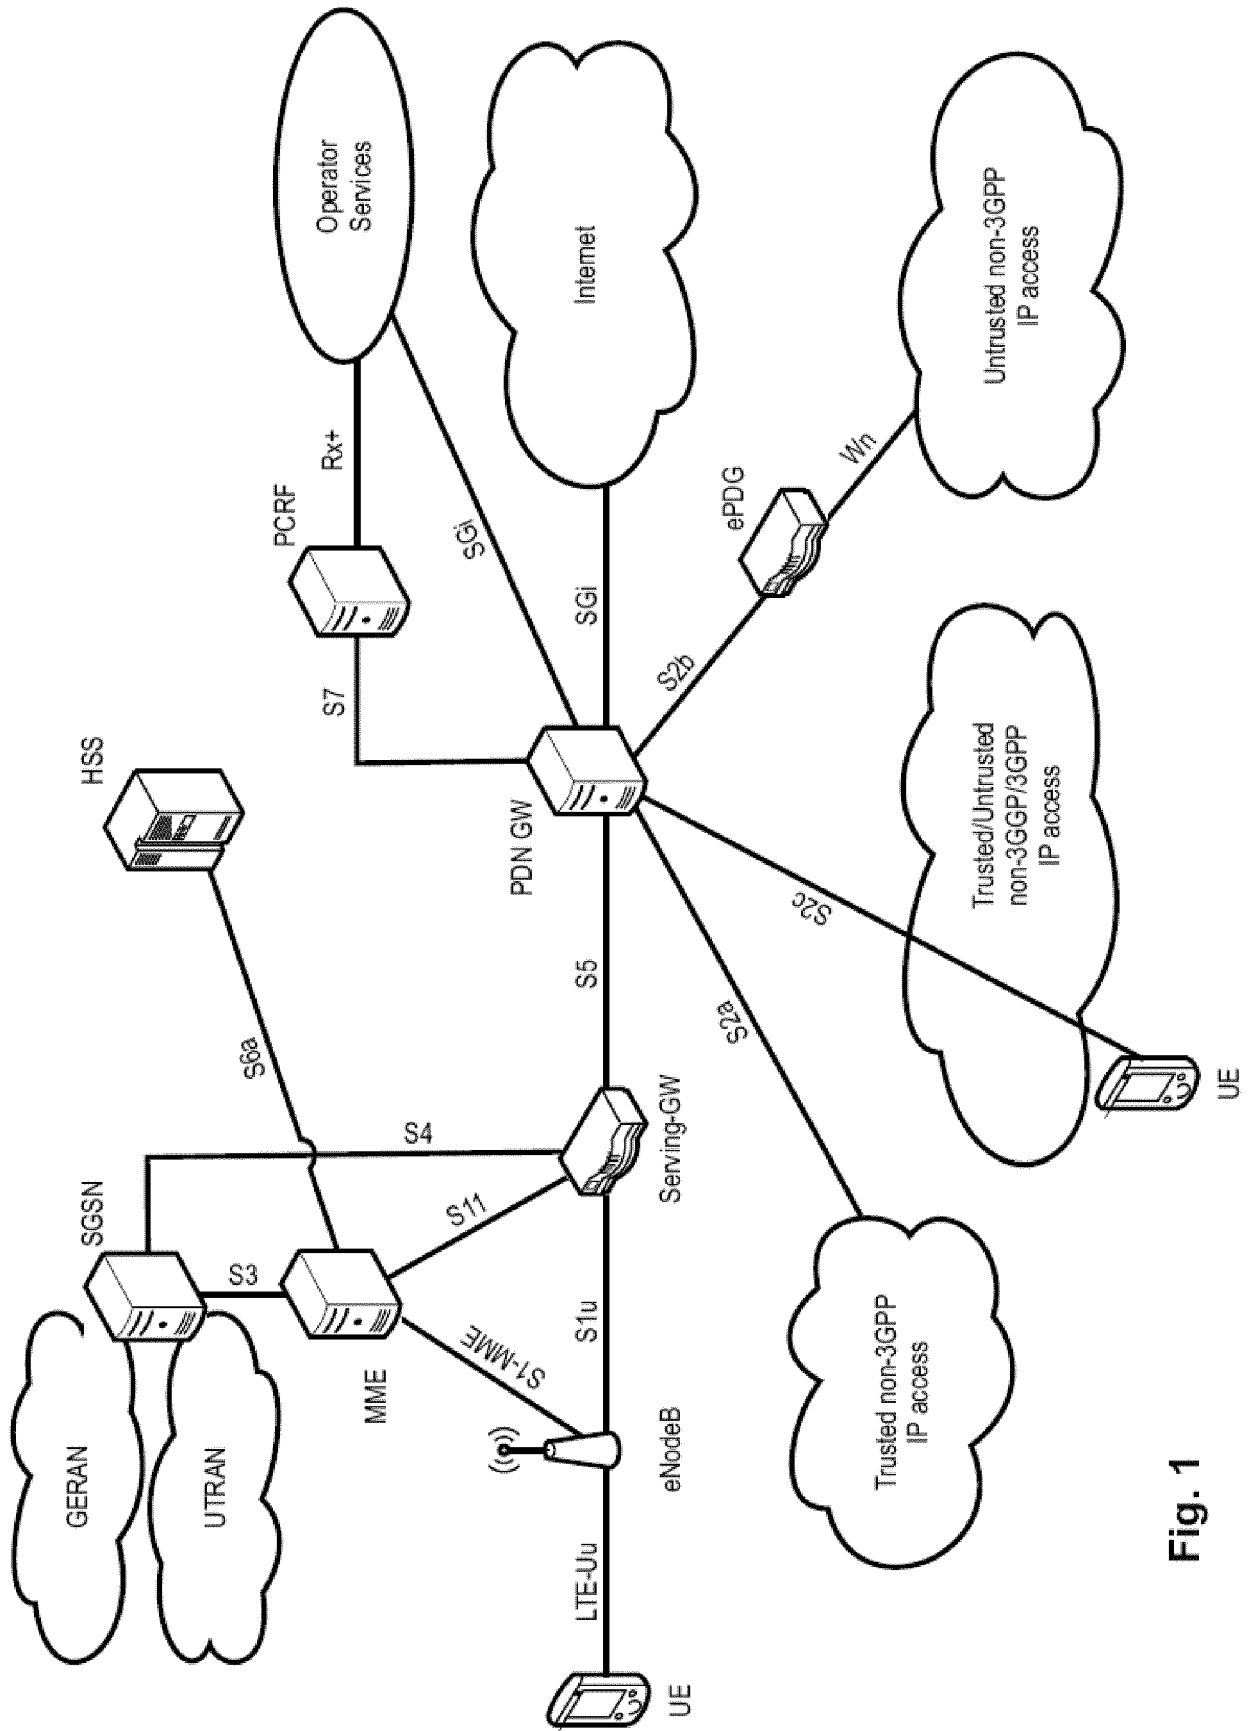 GERAN
UTRAN
SGSN
HSS
S3
S6a
S4
MME
S11
S1-MME
PCRF
S7
Rx+
Operator
Services
SGi
UE
LTE-Uu
eNodeB
S1u
Serving-GW
S5
PDN GW
SGi
Internet
S2a
S2c
S2b
ePDG
Wn
Trusted non-3GPP
IP access
Trusted/Untrusted
non-3GGP/3GPP
IP access
Untrusted non-3GPP
IP access
UE
Fig. 1